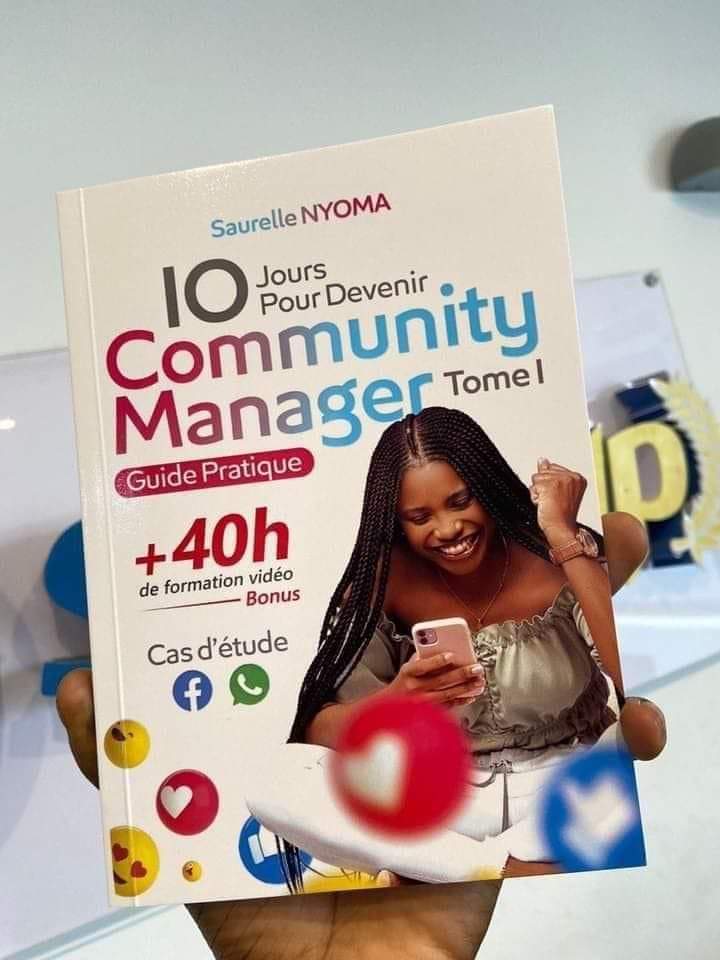 Saurelle NYOMA
10 Jours
Pour Devenir
Community
Manager Tome I
Guide Pratique
+40h
de formation vidéo
Bonus
Cas d'étude